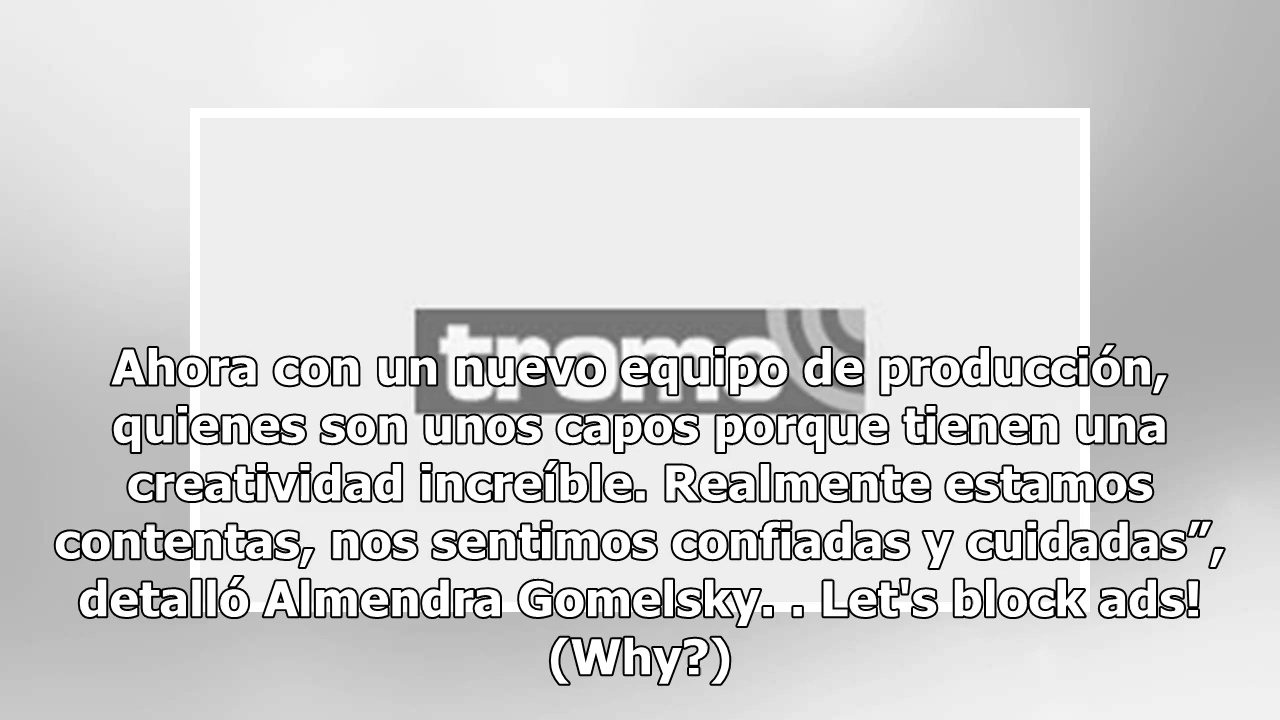 trome
Ahora con un nuevo equipo de producción,
quienes son unos capos porque tienen una
creatividad increíble. Realmente estamos
contentas, nos sentimos confiadas y cuidadas”,
detalló Almendra Gomelsky. . Let's block ads!
(Why?)